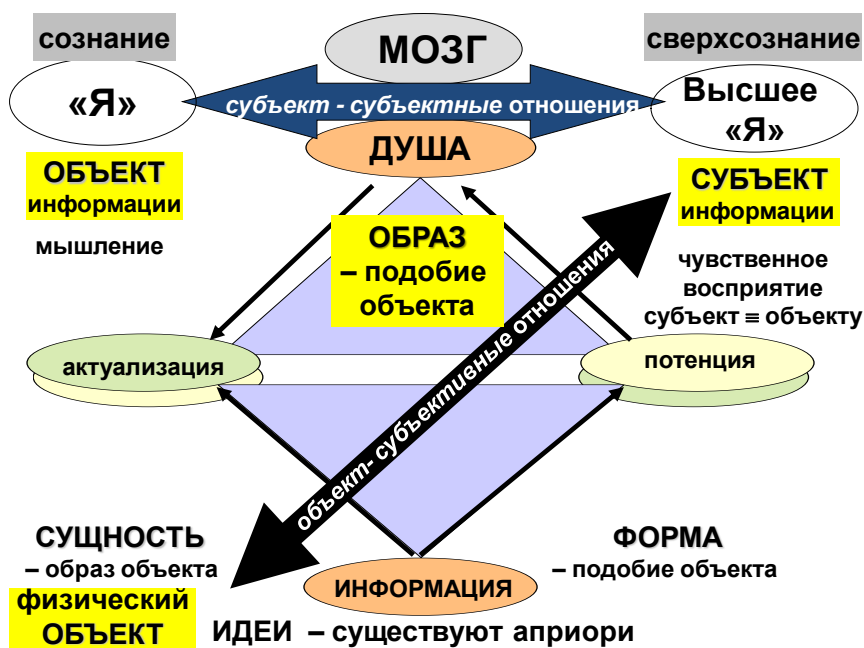 сознание
МОЗГ
сверхсознание
«Я»
субъект - субъектные отношения
Высшее
«Я»
ДУША
ОБЪЕКТ
информации
СУБЪЕКТ
информации
мышление
ОБРАЗ
– подобие
объекта
чувственное
восприятие
субъект ≡ объекту
объект- субъективные отношения
актуализация
потенция
СУЩНОСТЬ
– образ объекта
физический
ОБЪЕКТ
ФОРМА
– подобие объекта
ИНФОРМАЦИЯ
ИДЕИ – существуют априори